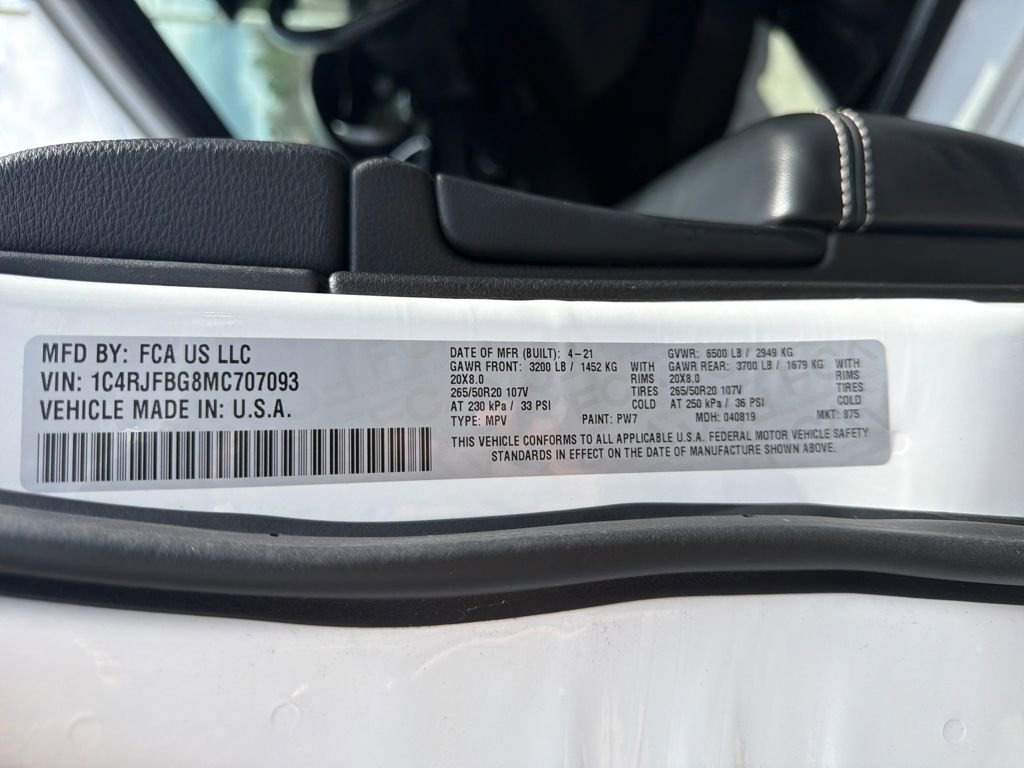 MFD BY: FCA US LLC
VIN: 1C4RJFBG8MC707093
VEHICLE MADE IN: U.S.A.
DATE OF MFR (BUILT): 4-21 GVWR: 6500 LB / 2949 KG
GAWR FRONT: 3200 LB / 1452 KG WITH GAWR REAR: 3700 LB / 1679 KG WITH
20X8.0 RIMS 20X8.0 RIMS
265/50R20 107V TIRES 265/50R20 107V TIRES
AT 230 kPa / 33 PSI COLD AT 250 kPa / 36 PSI COLD
TYPE: MPV PAINT: PW7 MDH: 040819 MKT: 875
THIS VEHICLE CONFORMS TO ALL APPLICABLE U.S.A. FEDERAL MOTOR VEHICLE SAFETY
STANDARDS IN EFFECT ON THE DATE OF MANUFACTURE SHOWN ABOVE.